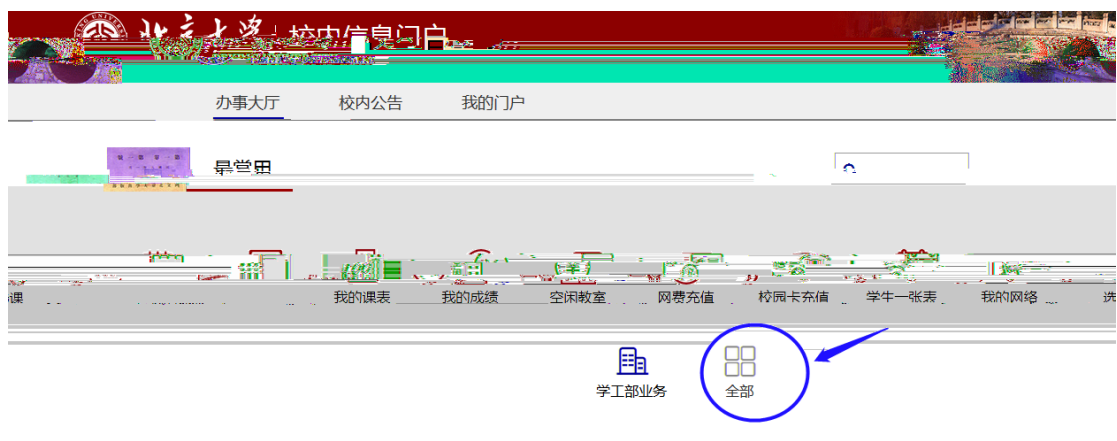 北京大学 校内信息门户
办事大厅 校内公告 我的门户
最常用
课 我的课表 我的成绩 空闲教室 网费充值 校园卡充值 学生一张表 我的网络 选
学工部业务 全部